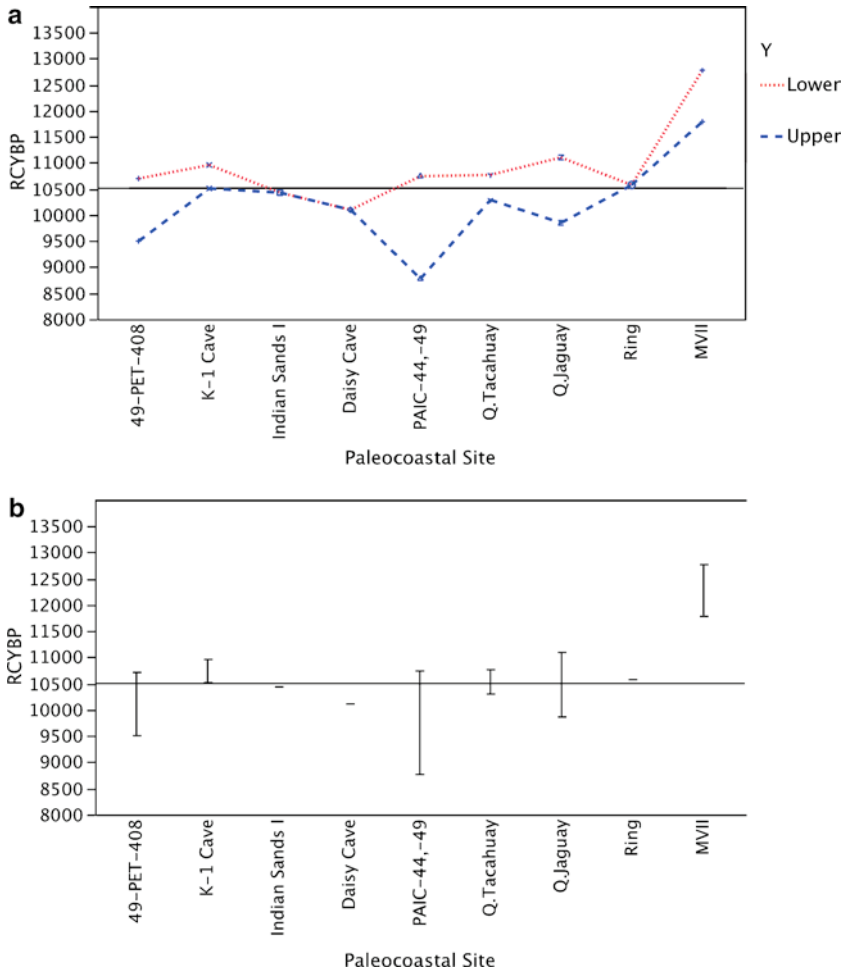 a
13500
13000
12500
12000
11500
11000
10500
10000
9500
9000
8500
8000
RCYBP
Y
Lower
Upper
49-PET-408
K-1 Cave
Indian Sands I
Daisy Cave
PAIC-44,-49
Q.Tacahuay
Q.Jaguay
Ring
MVII
Paleocoastal Site
b
13500
13000
12500
12000
11500
11000
10500
10000
9500
9000
8500
8000
RCYBP
49-PET-408
K-1 Cave
Indian Sands I
Daisy Cave
PAIC-44,-49
Q.Tacahuay
Q.Jaguay
Ring
MVII
Paleocoastal Site